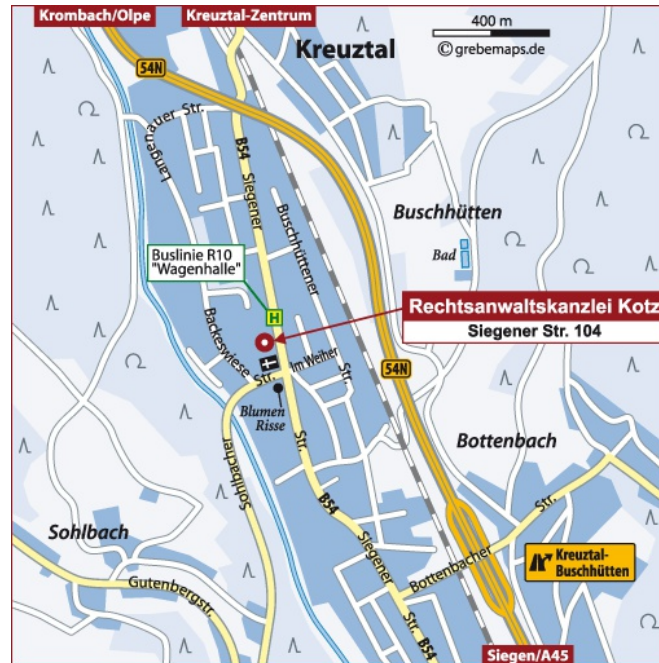 Krombach/Olpe
Kreuztal-Zentrum
400 m
© grebemaps.de
Kreuztal
54N
Langenauer Str.
B54
Siegener
Buschhüttener
Buschhütten
Bad
Buslinie R10
"Wagenhalle"
H
Rechtsanwaltskanzlei Kotz
Siegener Str. 104
Backeswiese
Im Weiher
Str.
Str.
54N
Blumen
Risse
Sohlbacher
Str.
Bottenbach
B54
Sohlbach
Siegener
Str.
Bottenbacher
Str.
Kreuztal-
Buschhütten
Gutenbergstr.
B54
Siegen/A45